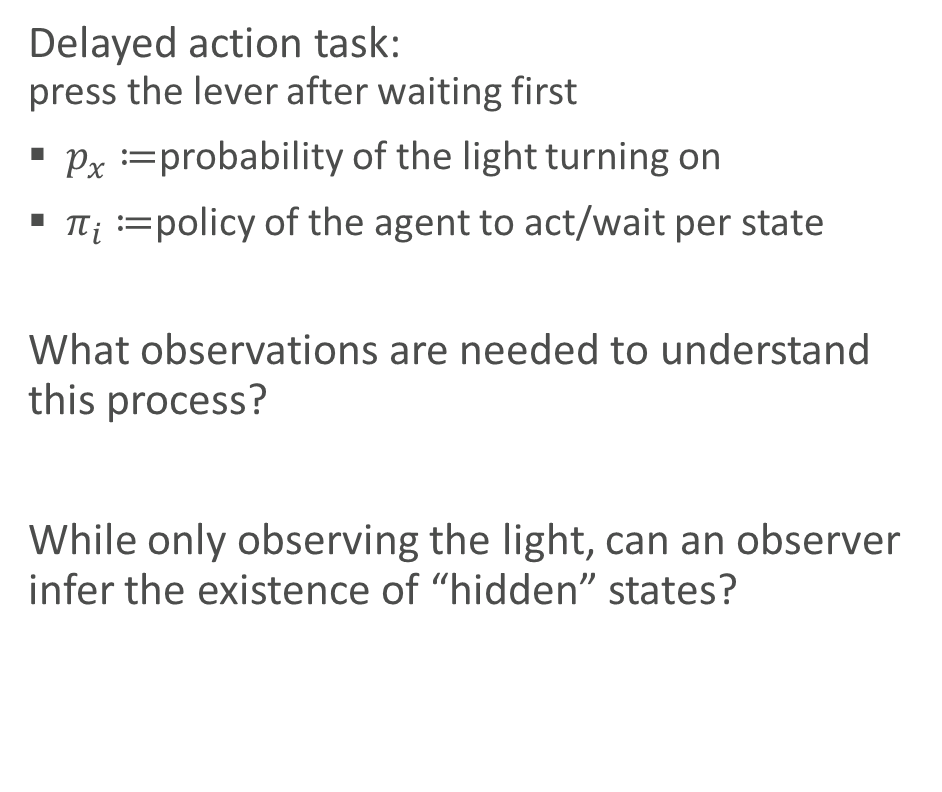 Delayed action task:
press the lever after waiting first
▪ pₓ ≔probability of the light turning on
▪ πᵢ ≔policy of the agent to act/wait per state
What observations are needed to understand
this process?
While only observing the light, can an observer
infer the existence of “hidden” states?